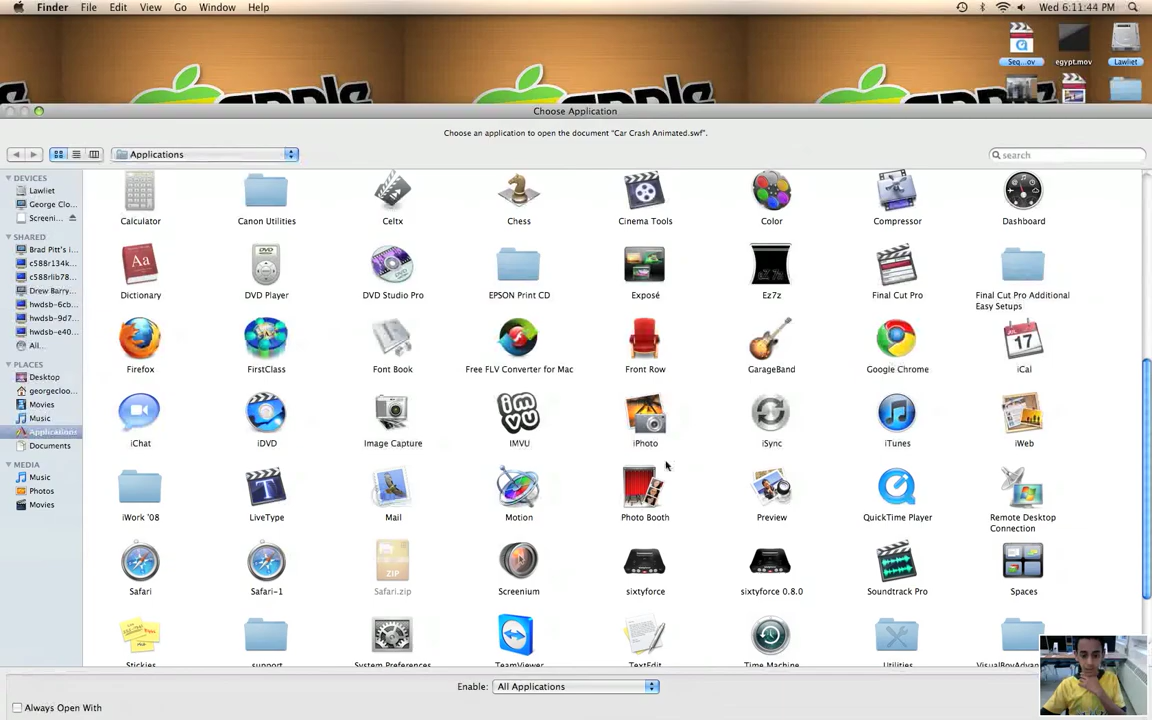 Finder File Edit View Go Window Help Wed 6:11:44 PM
Seq...ov egypt.mov Lawliet
apple apple apple
Choose Application
Choose an application to open the document "Car Crash Animated.swf".
Applications search
DEVICES
Lawliet
George Clo...
Screeni...
SHARED
Brad Pitt's i...
c588r134k...
c588rlib78...
Drew Barry...
hwdsb-6cb...
hwdsb-9d7...
hwdsb-e40...
All...
PLACES
Desktop
georgecloo...
Movies
Music
Applications
Documents
MEDIA
Music
Photos
Movies
Calculator Canon Utilities Celtx Chess Cinema Tools Color Compressor Dashboard
Dictionary DVD Player DVD Studio Pro EPSON Print CD Exposé Ez7z Final Cut Pro Final Cut Pro Additional
Easy Setups
Firefox FirstClass Font Book Free FLV Converter for Mac Front Row GarageBand Google Chrome iCal
iChat iDVD Image Capture IMVU iPhoto iSync iTunes iWeb
iWork '08 LiveType Mail Motion Photo Booth Preview QuickTime Player Remote Desktop
Connection
Safari Safari-1 Safari.zip Screenium sixtyforce sixtyforce 0.8.0 Soundtrack Pro Spaces
Stickies support System Preferences TeamViewer TextEdit Time Machine Utilities VisualBoyAdvan
Enable: All Applications
Always Open With